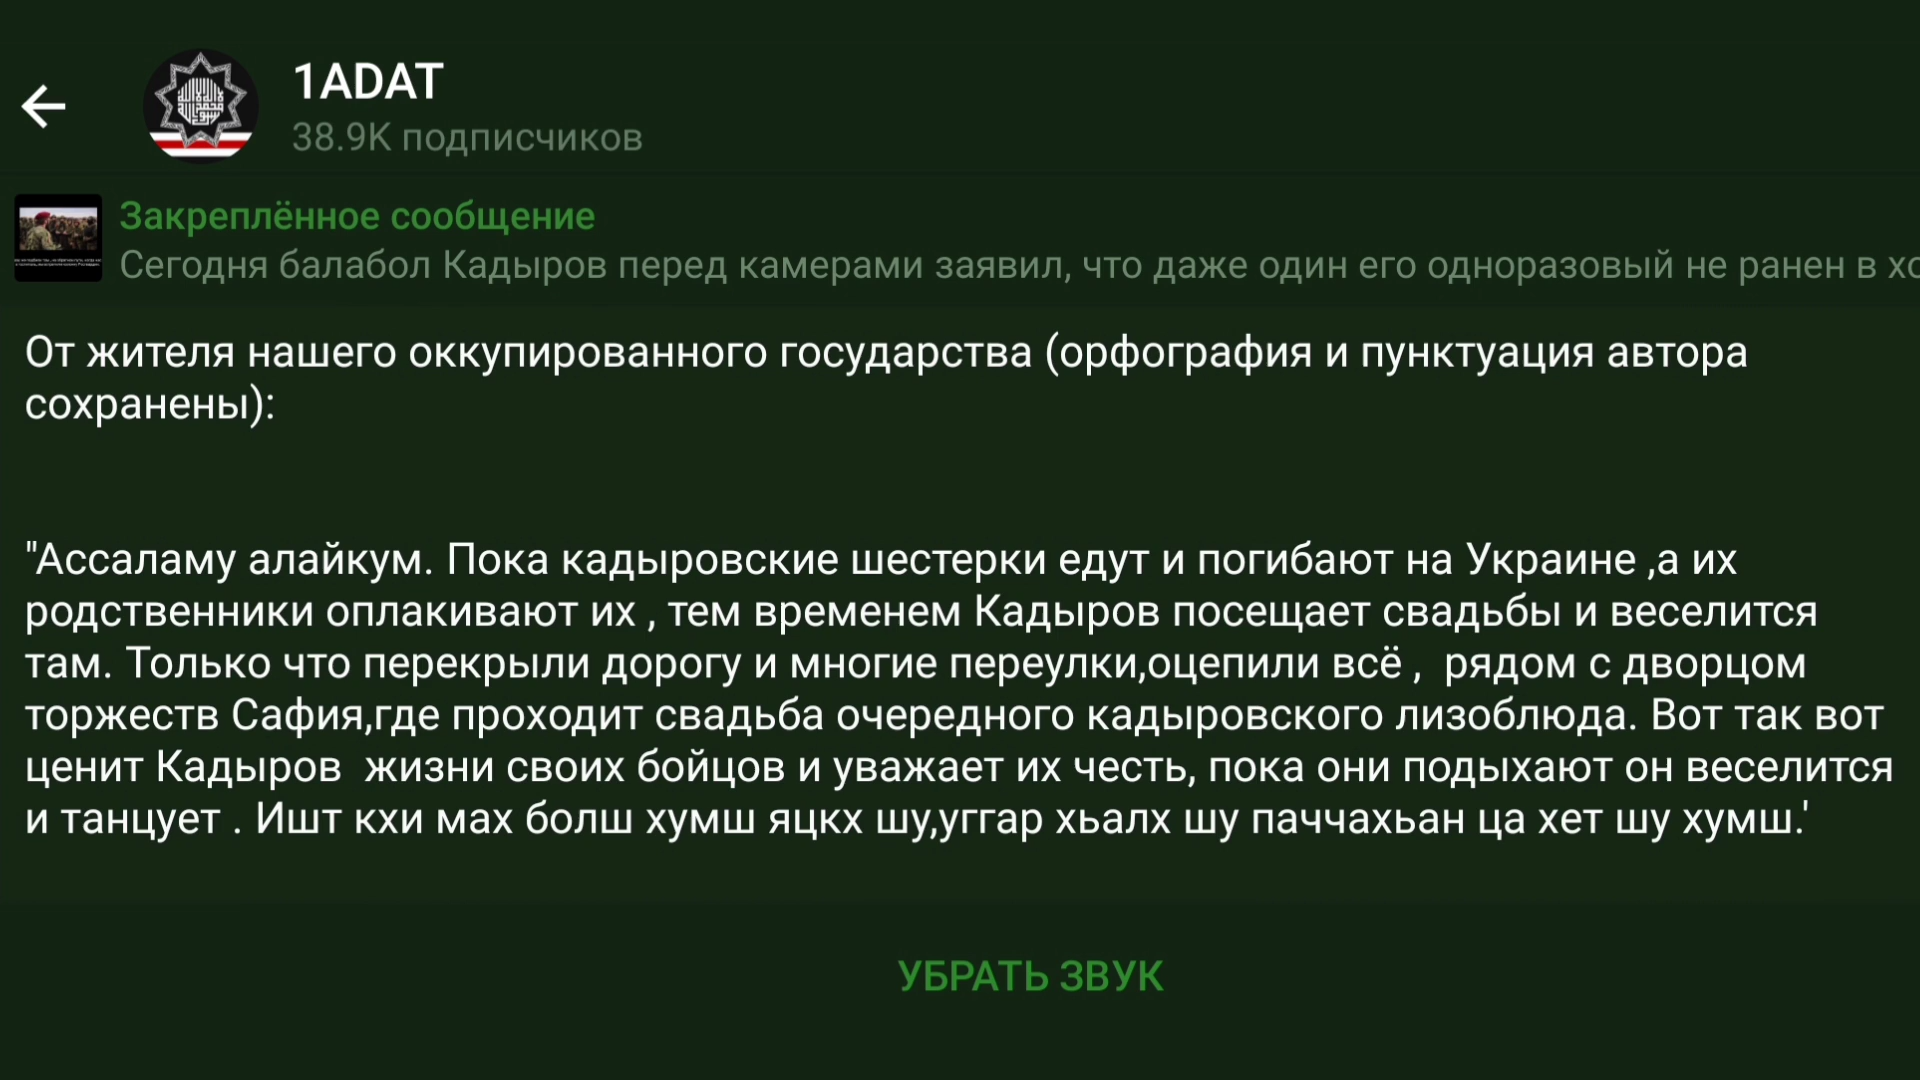 1ADAT
38.9K подписчиков
Закреплённое сообщение
Сегодня балабол Кадыров перед камерами заявил, что даже один его одноразовый не ранен в хо
От жителя нашего оккупированного государства (орфография и пунктуация автора
сохранены):
"Ассаламу алайкум. Пока кадыровские шестерки едут и погибают на Украине ,а их
родственники оплакивают их , тем временем Кадыров посещает свадьбы и веселится
там. Только что перекрыли дорогу и многие переулки,оцепили всё ,  рядом с дворцом
торжеств Сафия,где проходит свадьба очередного кадыровского лизоблюда. Вот так вот
ценит Кадыров  жизни своих бойцов и уважает их честь, пока они подыхают он веселится
и танцует . Ишт кхи мах болш хумш яцкх шу,уггар хьалх шу паччахьан ца хет шу хумш.'
УБРАТЬ ЗВУК